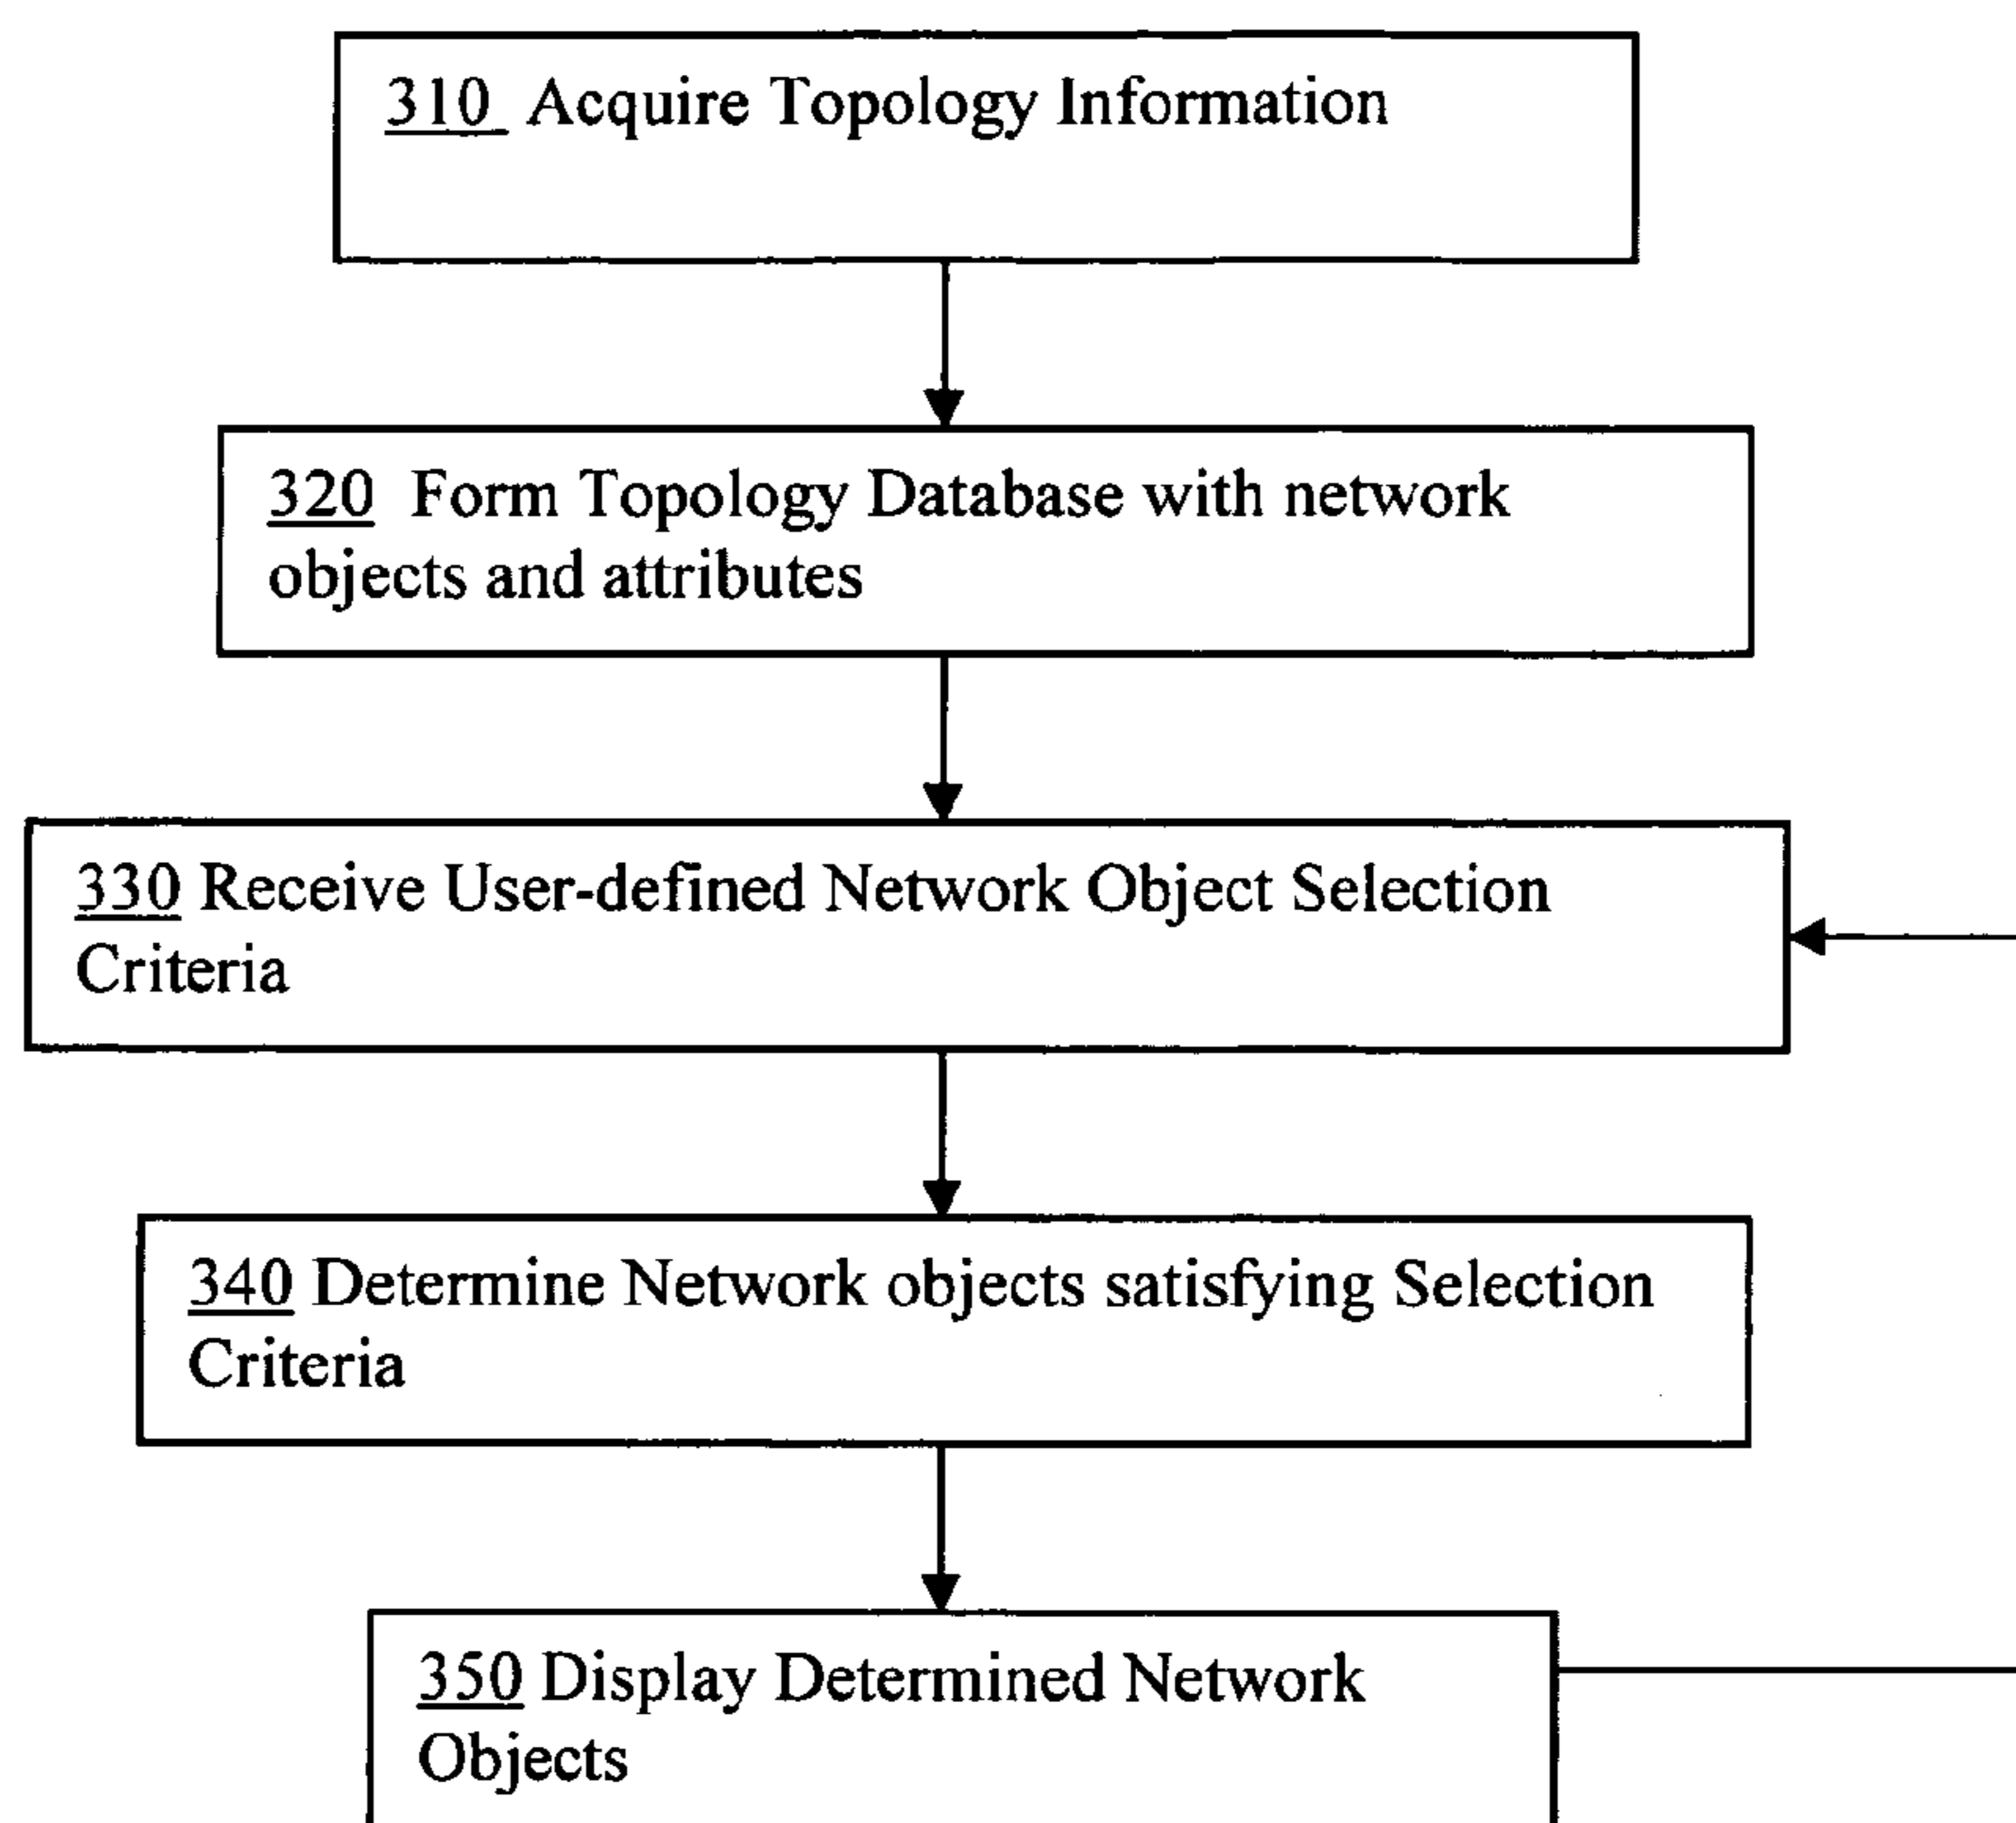 310 Acquire Topology Information
320 Form Topology Database with network
objects and attributes
330 Receive User-defined Network Object Selection
Criteria
340 Determine Network objects satisfying Selection
Criteria
350 Display Determined Network
Objects